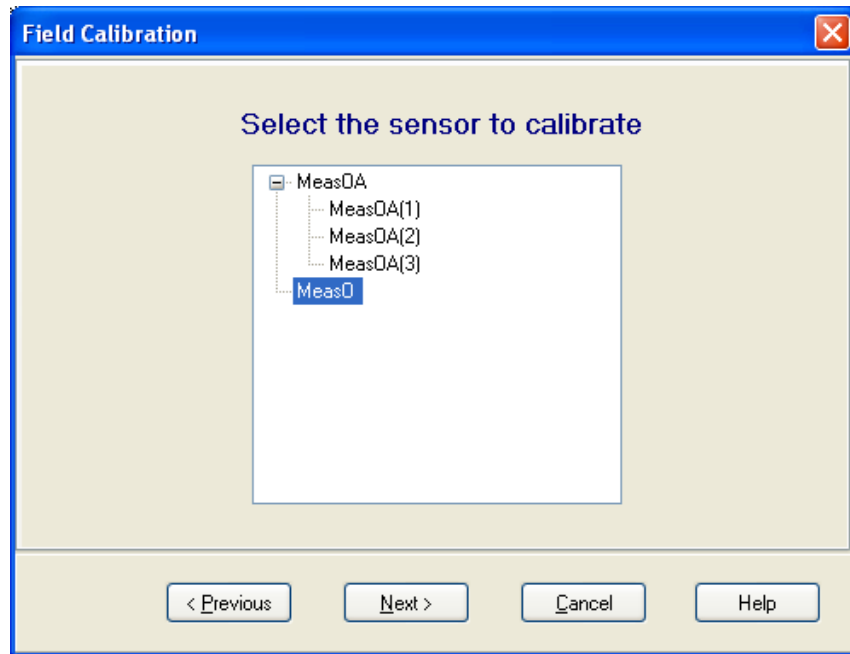 Field Calibration
Select the sensor to calibrate
MeasOA
MeasOA(1)
MeasOA(2)
MeasOA(3)
MeasO
< Previous Next > Cancel Help